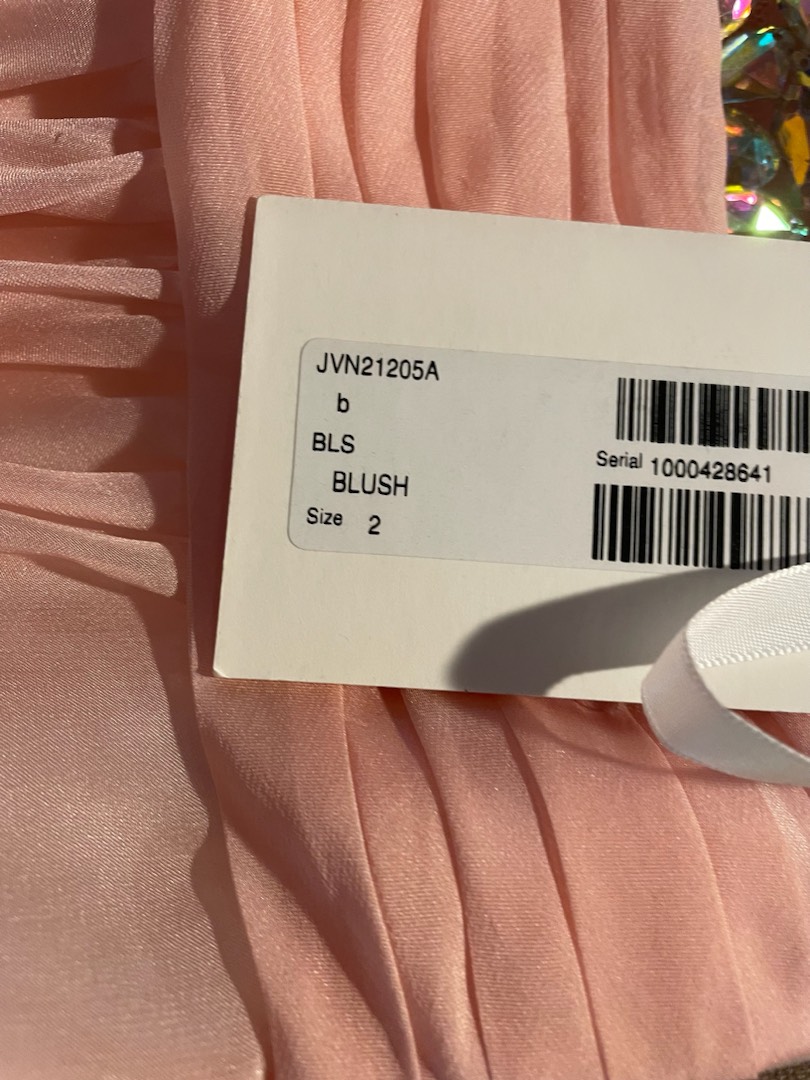 JVN21205A
b
BLS
BLUSH
Size 2
Serial 1000428641